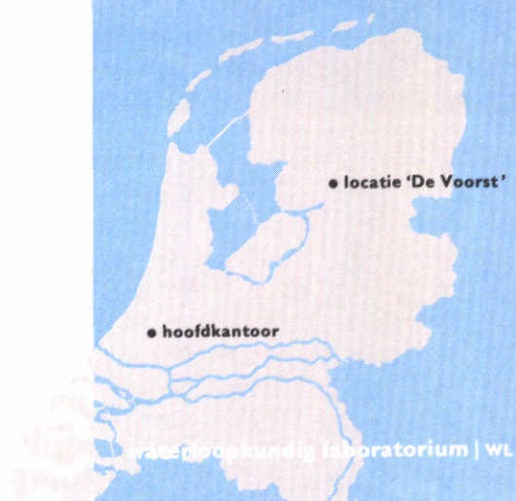 • locatie ‘De Voorst’
• hoofdkantoor
waterloopkundig laboratorium | WL